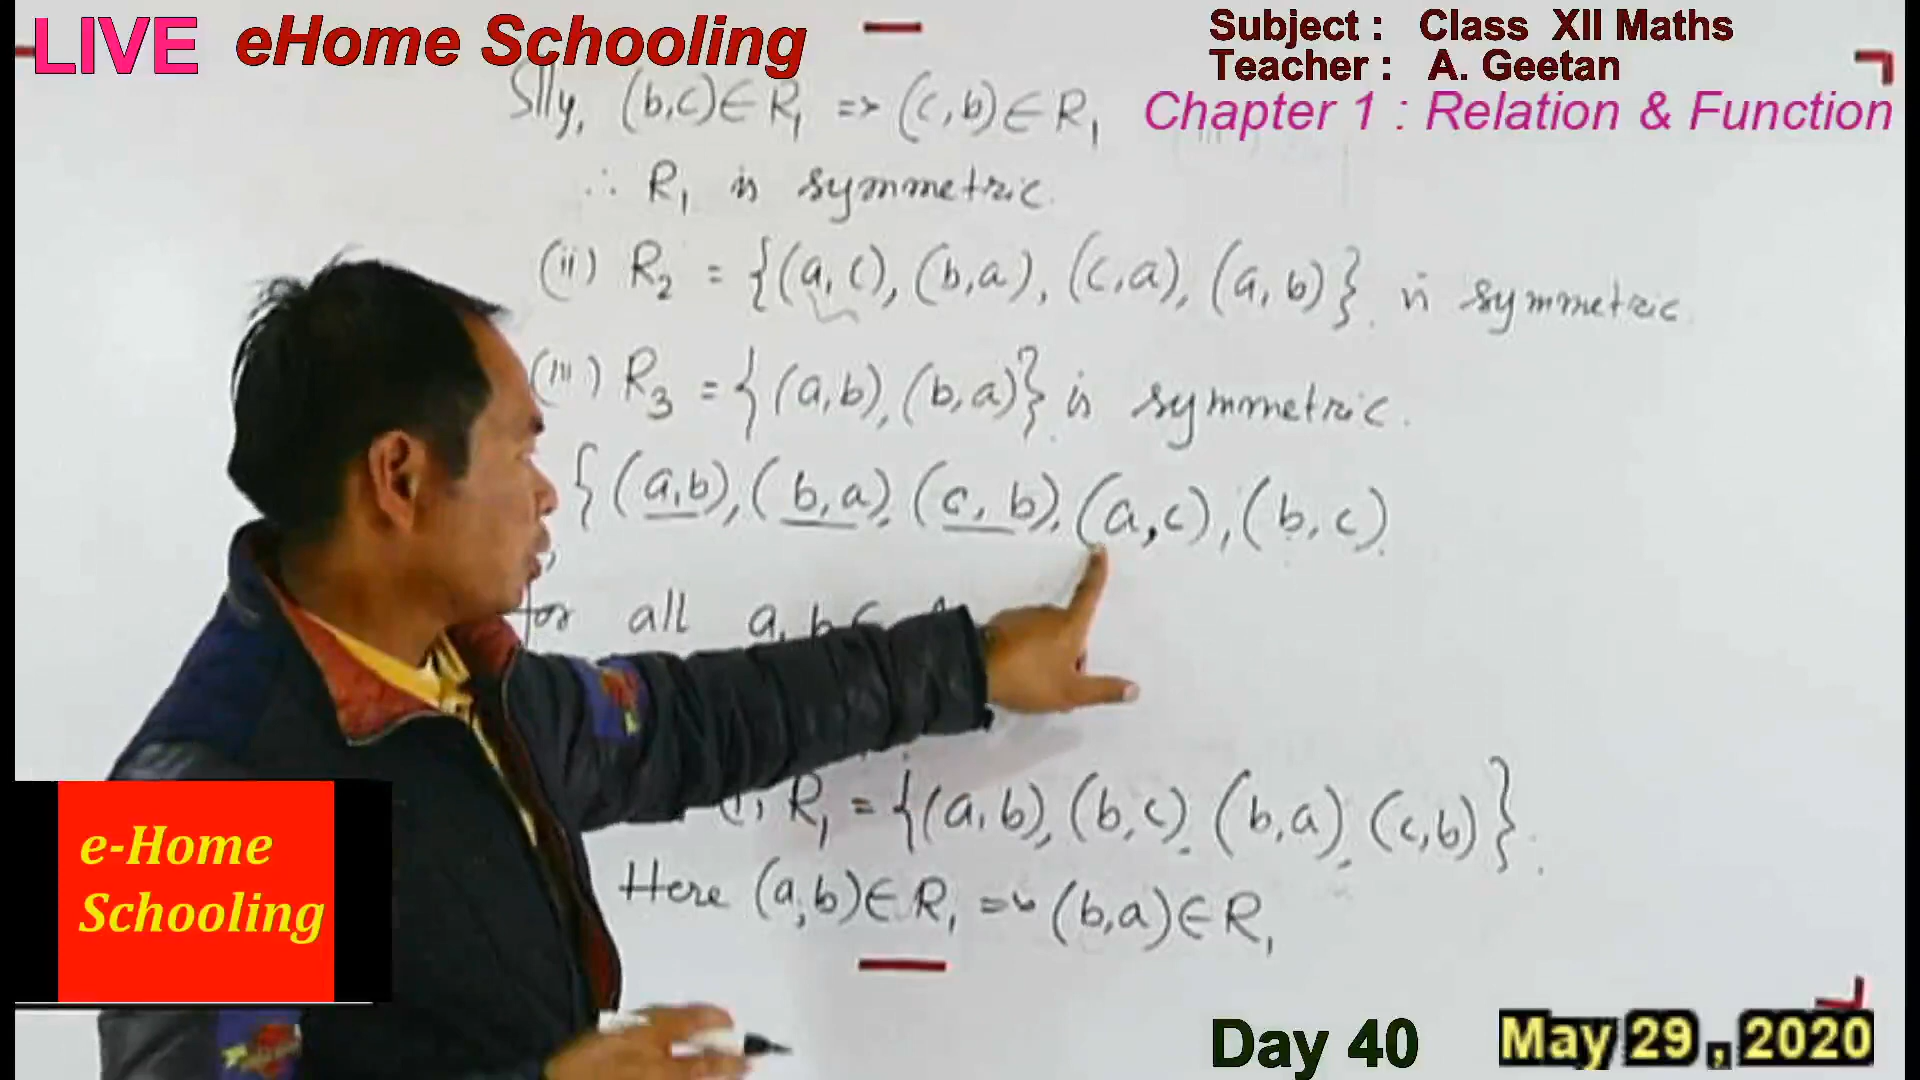 LIVE eHome Schooling
Subject : Class XII Maths
Teacher : A. Geetan
Chapter 1 : Relation & Function
Slly, (b,c)∈R₁ => (c,b)∈R₁
∴ R₁ is symmetric.
(ii) R₂ = {(a,c), (b,a), (c,a), (a,b)}. is symmetric.
(iii) R₃ = {(a,b), (b,a)}. is symmetric.
{(a,b), (b,a), (c,b), (a,c), (b,c).
for all a,b
R₁ = {(a,b), (b,c), (b,a), (c,b)}.
Here (a,b)∈R₁ => (b,a)∈R₁
e-Home
Schooling
Day 40
May 29, 2020